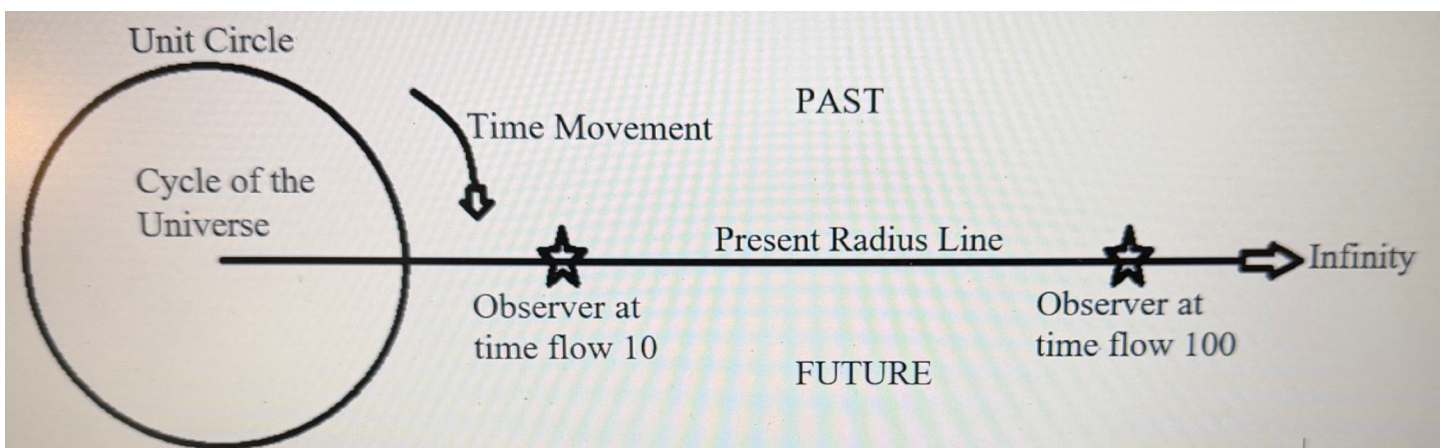 Unit Circle
PAST
Time Movement
Cycle of the
Universe
Present Radius Line
Infinity
Observer at
time flow 10
Observer at
time flow 100
FUTURE